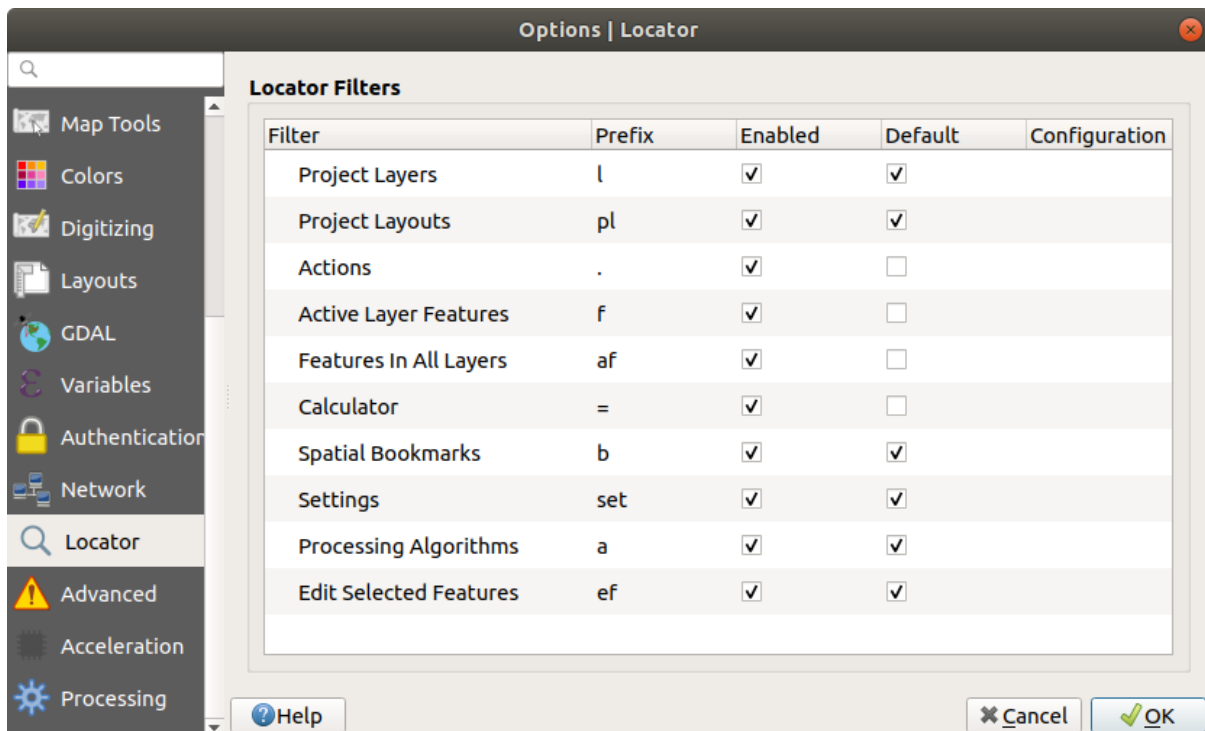 Options | Locator
Map Tools
Colors
Digitizing
Layouts
GDAL
Variables
Authentication
Network
Locator
Advanced
Acceleration
Processing
Locator Filters
Filter Prefix Enabled Default Configuration
Project Layers l
Project Layouts pl
Actions .
Active Layer Features f
Features In All Layers af
Calculator =
Spatial Bookmarks b
Settings set
Processing Algorithms a
Edit Selected Features ef
Help
Cancel
OK